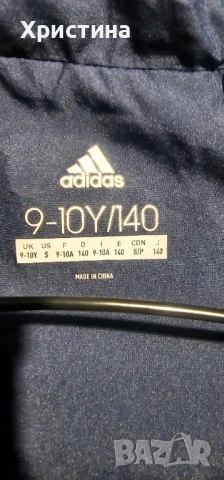 Христина
adidas
9-10Y/140
UK US F D I E CDN J
9-10Y S 9-10A 140 9-10A 140 S/P 140
MADE IN CHINA
BAZAR